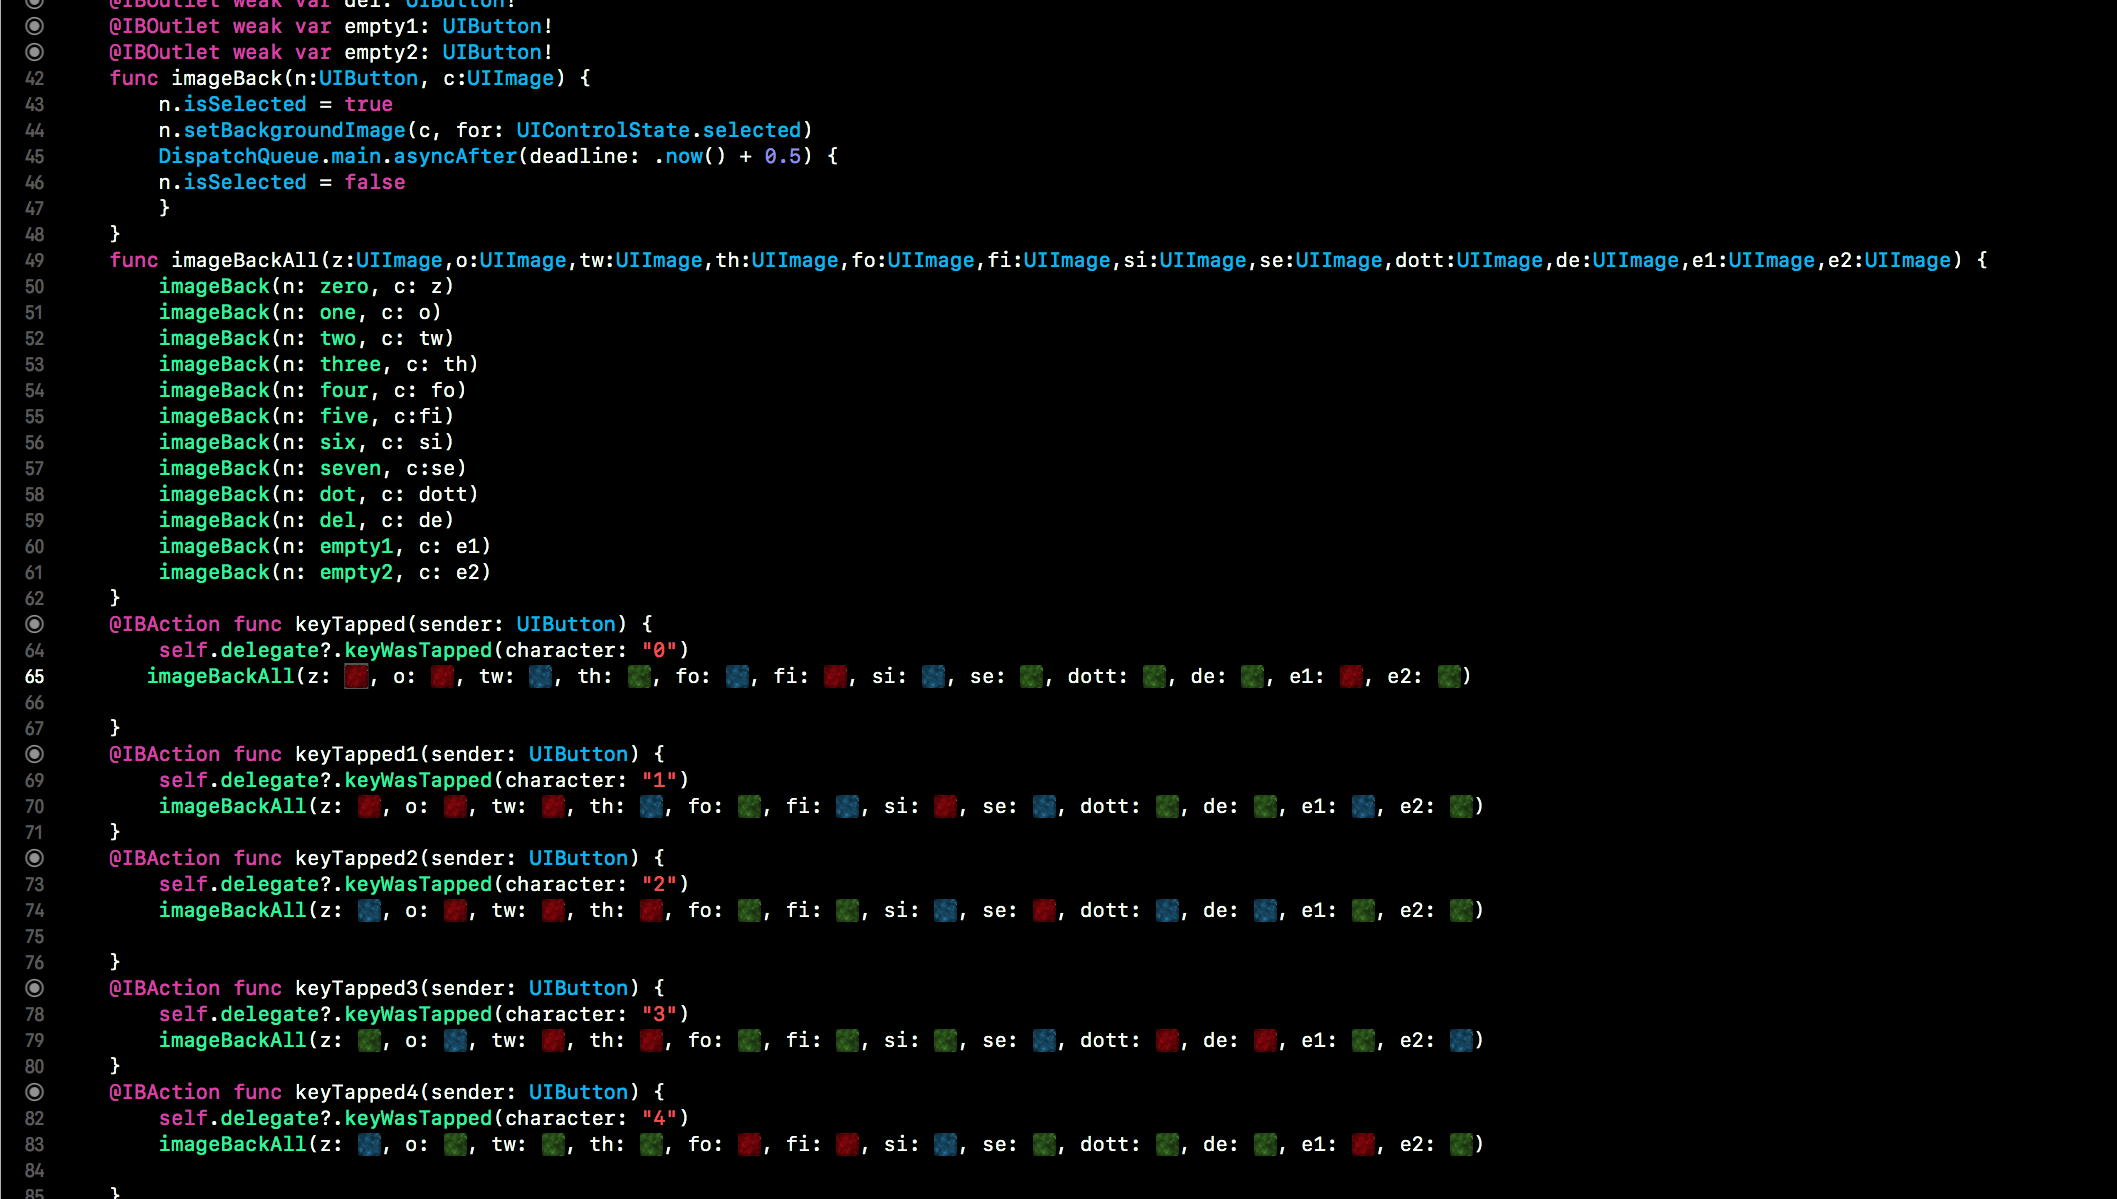 @IBOutlet weak var del: UIButton!
@IBOutlet weak var empty1: UIButton!
@IBOutlet weak var empty2: UIButton!
42 func imageBack(n:UIButton, c:UIImage) {
43 n.isSelected = true
44 n.setBackgroundImage(c, for: UIControlState.selected)
45 DispatchQueue.main.asyncAfter(deadline: .now() + 0.5) {
46 n.isSelected = false
47 }
48 }
49 func imageBackAll(z:UIImage,o:UIImage,tw:UIImage,th:UIImage,fo:UIImage,fi:UIImage,si:UIImage,se:UIImage,dott:UIImage,de:UIImage,e1:UIImage,e2:UIImage) {
50 imageBack(n: zero, c: z)
51 imageBack(n: one, c: o)
52 imageBack(n: two, c: tw)
53 imageBack(n: three, c: th)
54 imageBack(n: four, c: fo)
55 imageBack(n: five, c:fi)
56 imageBack(n: six, c: si)
57 imageBack(n: seven, c:se)
58 imageBack(n: dot, c: dott)
59 imageBack(n: del, c: de)
60 imageBack(n: empty1, c: e1)
61 imageBack(n: empty2, c: e2)
62 }
@IBAction func keyTapped(sender: UIButton) {
64 self.delegate?.keyWasTapped(character: "0")
65 imageBackAll(z: , o: , tw: , th: , fo: , fi: , si: , se: , dott: , de: , e1: , e2: )
66
67 }
@IBAction func keyTapped1(sender: UIButton) {
69 self.delegate?.keyWasTapped(character: "1")
70 imageBackAll(z: , o: , tw: , th: , fo: , fi: , si: , se: , dott: , de: , e1: , e2: )
71 }
@IBAction func keyTapped2(sender: UIButton) {
73 self.delegate?.keyWasTapped(character: "2")
74 imageBackAll(z: , o: , tw: , th: , fo: , fi: , si: , se: , dott: , de: , e1: , e2: )
75
76 }
@IBAction func keyTapped3(sender: UIButton) {
78 self.delegate?.keyWasTapped(character: "3")
79 imageBackAll(z: , o: , tw: , th: , fo: , fi: , si: , se: , dott: , de: , e1: , e2: )
80 }
@IBAction func keyTapped4(sender: UIButton) {
82 self.delegate?.keyWasTapped(character: "4")
83 imageBackAll(z: , o: , tw: , th: , fo: , fi: , si: , se: , dott: , de: , e1: , e2: )
84
85 }